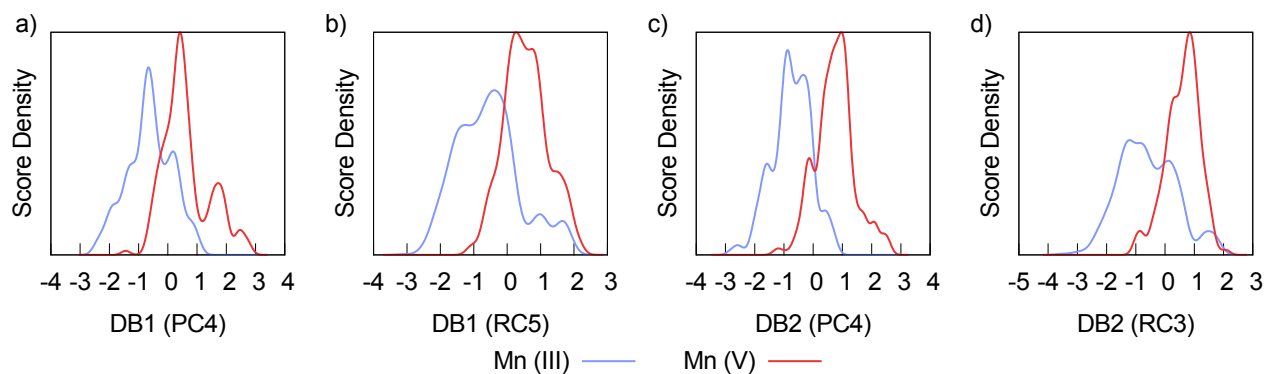 a) b) c) d)
Score Density Score Density Score Density Score Density
-4 -3 -2 -1 0 1 2 3 4 -4 -3 -2 -1 0 1 2 3 -4 -3 -2 -1 0 1 2 3 4 -5 -4 -3 -2 -1 0 1 2 3
DB1 (PC4) DB1 (RC5) DB2 (PC4) DB2 (RC3)
Mn (III) Mn (V)